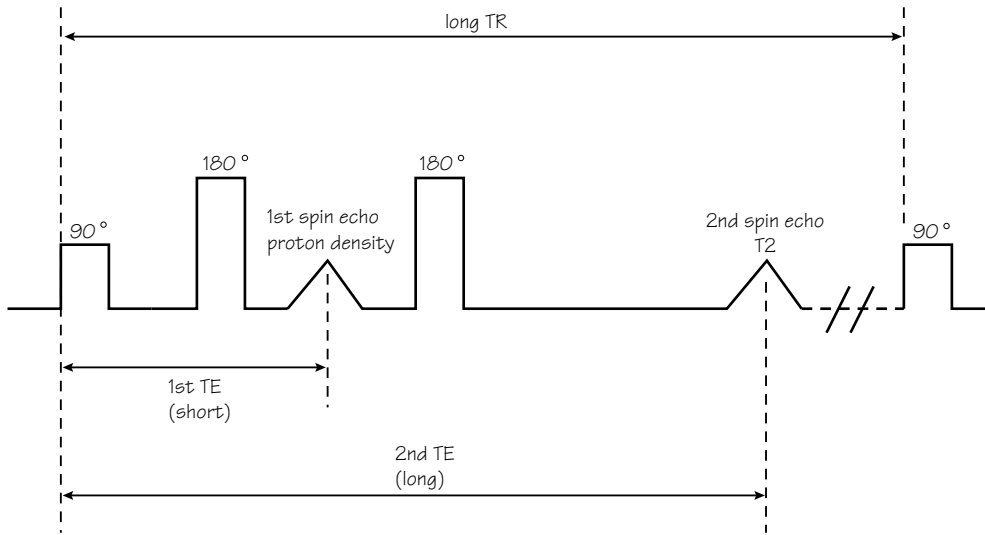 long TR
180 °
180 °
1st spin echo
proton density
2nd spin echo
T2
90 °
90 °
1st TE
(short)
2nd TE
(long)